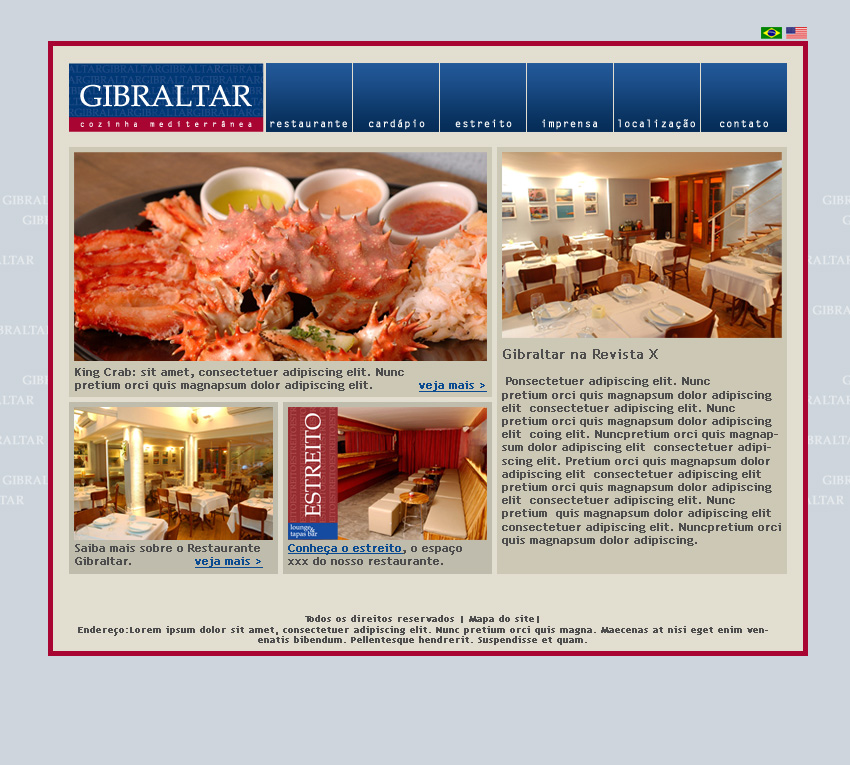 GIBRALTAR
cozinha mediterrânea
restaurante
cardápio
estreito
imprensa
localização
contato
King Crab: sit amet, consectetuer adipiscing elit. Nunc
pretium orci quis magnapsum dolor adipiscing elit.
veja mais >
Gibraltar na Revista X
Ponsectetuer adipiscing elit. Nunc
pretium orci quis magnapsum dolor adipiscing
elit consectetuer adipiscing elit. Nunc
pretium orci quis magnapsum dolor adipiscing
elit coing elit. Nuncpretium orci quis magnap-
sum dolor adipiscing elit consectetuer adipi-
scing elit. Pretium orci quis magnapsum dolor
adipiscing elit consectetuer adipiscing elit
pretium orci quis magnapsum dolor adipiscing
elit consectetuer adipiscing elit. Nunc
pretium quis magnapsum dolor adipiscing elit
consectetuer adipiscing elit. Nuncpretium orci
quis magnapsum dolor adipiscing.
Saiba mais sobre o Restaurante
Gibraltar.
veja mais >
ESTREITO
lounge&
tapas bar
Conheça o estreito, o espaço
xxx do nosso restaurante.
Todos os direitos reservados | Mapa do site|
Endereço:Lorem ipsum dolor sit amet, consectetuer adipiscing elit. Nunc pretium orci quis magna. Maecenas at nisi eget enim ven-
enatis bibendum. Pellentesque hendrerit. Suspendisse et quam.